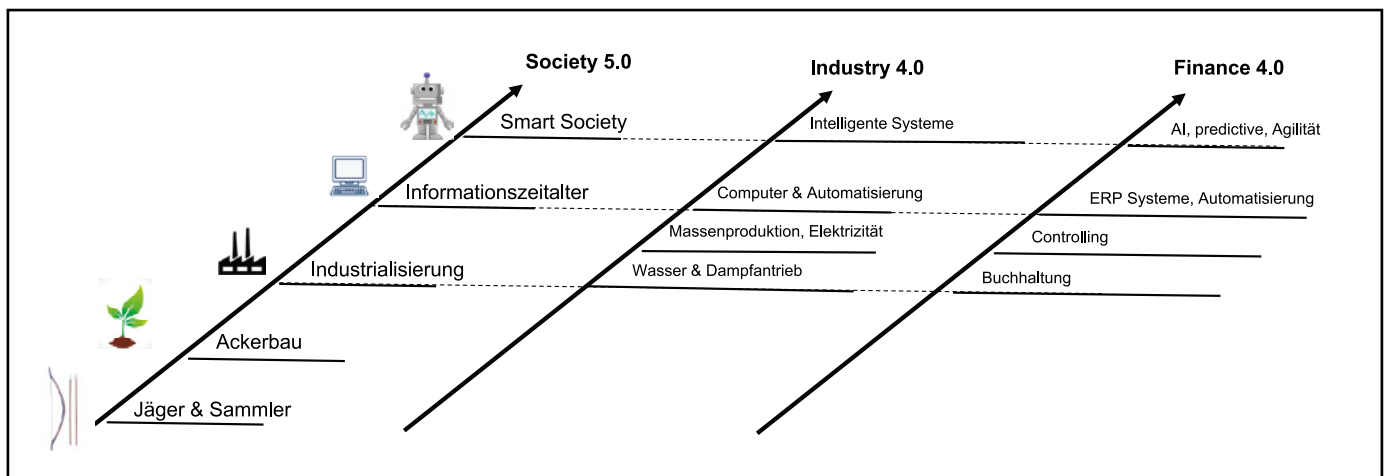 Society 5.0
Industry 4.0
Finance 4.0
Smart Society
Intelligente Systeme
AI, predictive, Agilität
Informationszeitalter
Computer & Automatisierung
ERP Systeme, Automatisierung
Massenproduktion, Elektrizität
Controlling
Industrialisierung
Wasser & Dampfantrieb
Buchhaltung
Ackerbau
Jäger & Sammler